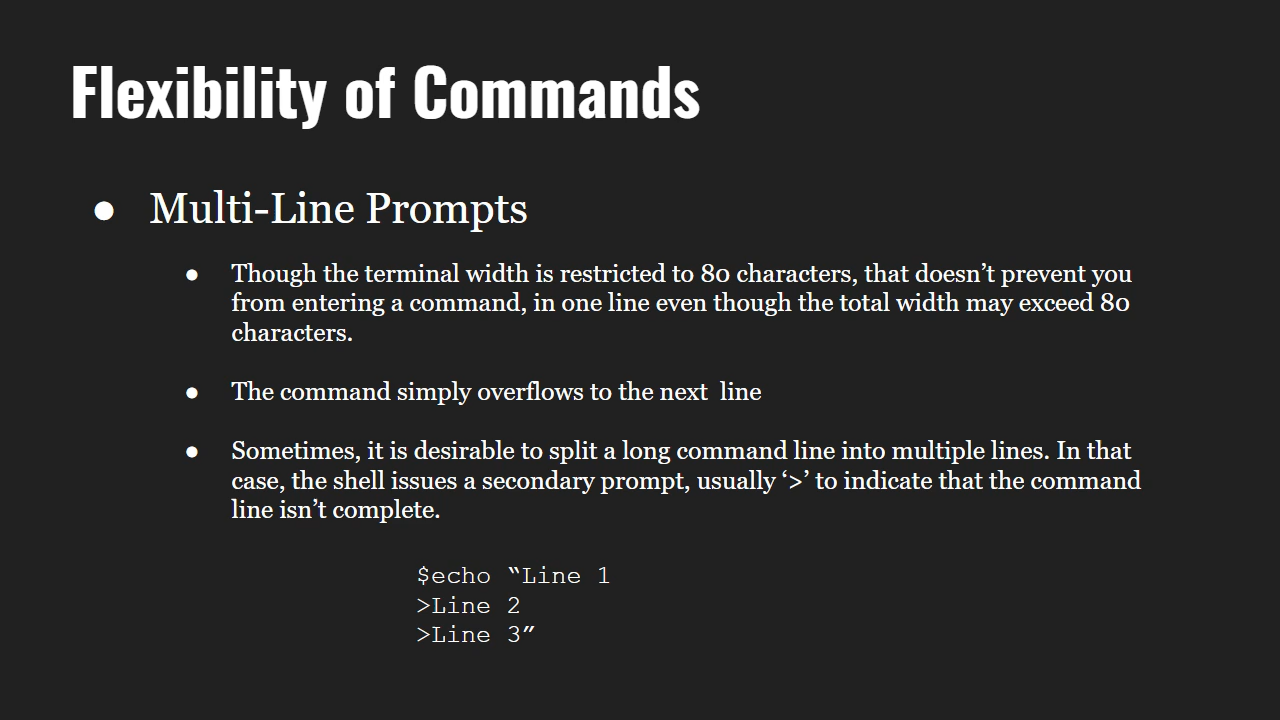 Flexibility of Commands
● Multi-Line Prompts
● Though the terminal width is restricted to 80 characters, that doesn’t prevent you
from entering a command, in one line even though the total width may exceed 80
characters.
● The command simply overflows to the next  line
● Sometimes, it is desirable to split a long command line into multiple lines. In that
case, the shell issues a secondary prompt, usually ‘>’ to indicate that the command
line isn’t complete.
$echo “Line 1
>Line 2
>Line 3”